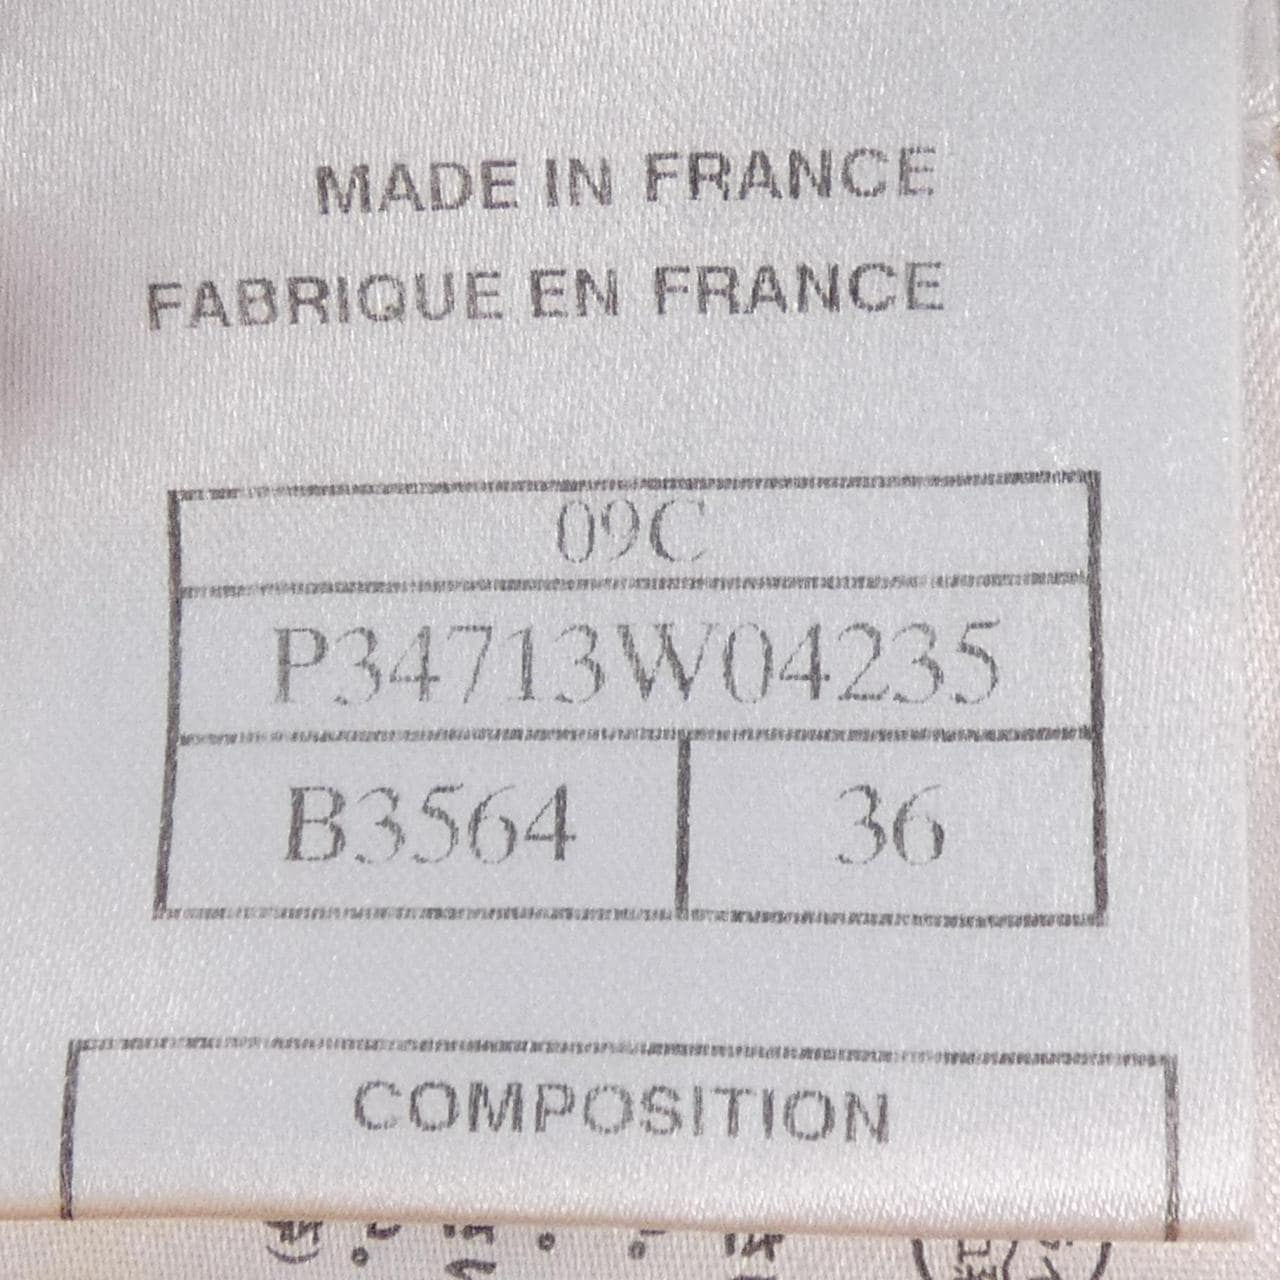 MADE IN FRANCE
FABRIQUE EN FRANCE
09C
P34713W04235
B3564 36
COMPOSITION